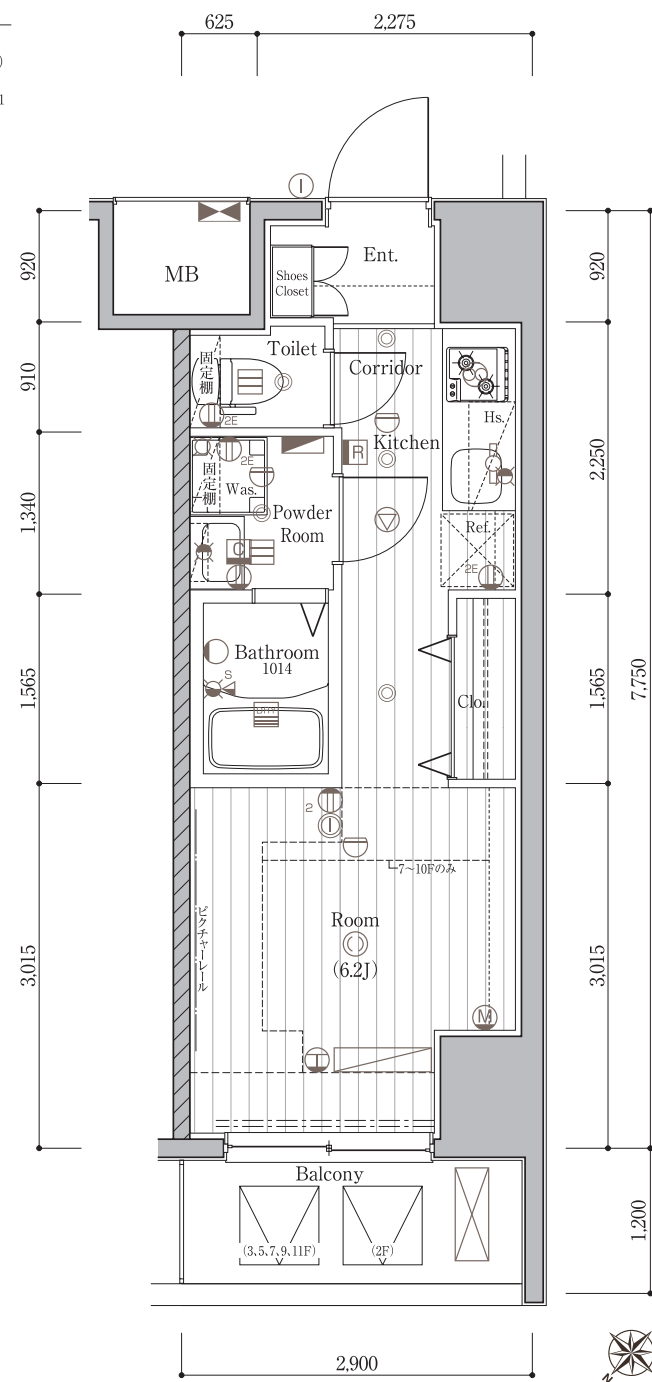 )
1
625
2,275
920
910
1,340
1,565
3,015
920
2,250
1,565
3,015
7,750
1,200
MB
I
Shoes
Closet
Ent.
Toilet
固定棚
2E
Corridor
Kitchen
R
Hs.
固定棚
2E
Was.
Powder
Room
C
Ref.
2E
Bathroom
1014
S
Clo.
2
I
7～10Fのみ
ピクチャーレール
Room
(6.2J)
M
T
Balcony
(3,5,7,9,11F)
(2F)
2,900
N